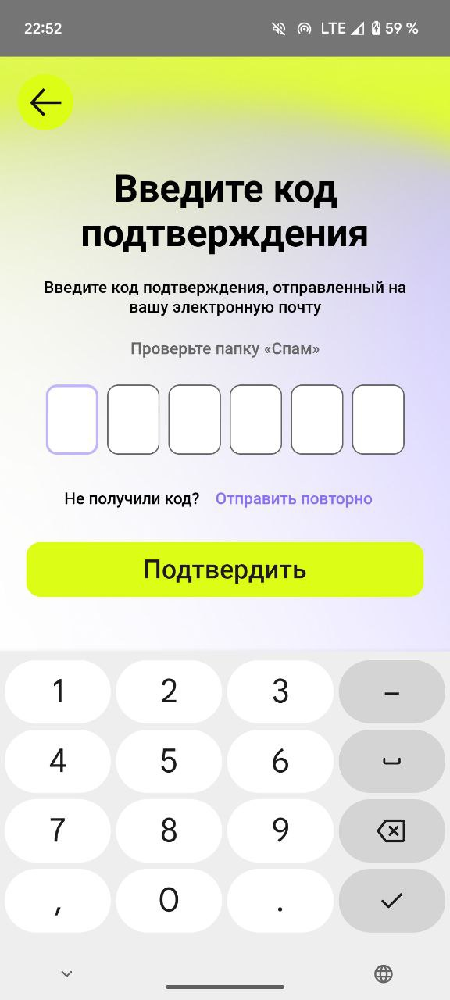 22:52
LTE 59 %
Введите код
подтверждения
Введите код подтверждения, отправленный на
вашу электронную почту
Проверьте папку «Спам»
Не получили код? Отправить повторно
Подтвердить
1 2 3 –
4 5 6
7 8 9
, 0 .